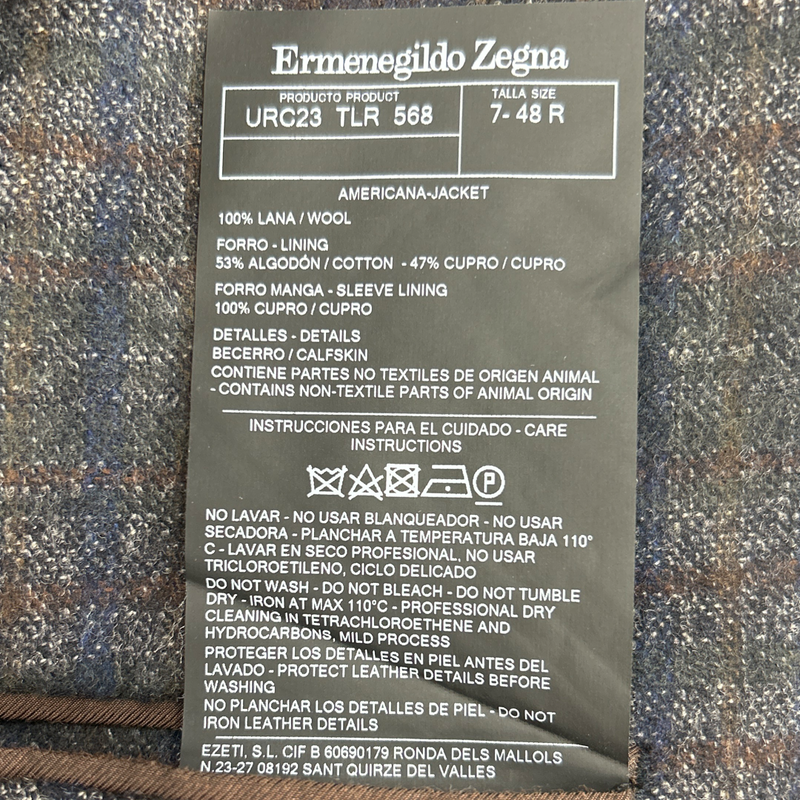 Ermenegildo Zegna
PRODUCTO PRODUCT
URC23 TLR 568
TALLA SIZE
7- 48 R
AMERICANA-JACKET
100% LANA / WOOL
FORRO - LINING
53% ALGODÓN / COTTON - 47% CUPRO / CUPRO
FORRO MANGA - SLEEVE LINING
100% CUPRO / CUPRO
DETALLES - DETAILS
BECERRO / CALFSKIN
CONTIENE PARTES NO TEXTILES DE ORIGEN ANIMAL
- CONTAINS NON-TEXTILE PARTS OF ANIMAL ORIGIN
INSTRUCCIONES PARA EL CUIDADO - CARE
INSTRUCTIONS
P
NO LAVAR - NO USAR BLANQUEADOR - NO USAR
SECADORA - PLANCHAR A TEMPERATURA BAJA 110°
C - LAVAR EN SECO PROFESIONAL, NO USAR
TRICLOROETILENO, CICLO DELICADO
DO NOT WASH - DO NOT BLEACH - DO NOT TUMBLE
DRY - IRON AT MAX 110°C - PROFESSIONAL DRY
CLEANING IN TETRACHLOROETHENE AND
HYDROCARBONS, MILD PROCESS
PROTEGER LOS DETALLES EN PIEL ANTES DEL
LAVADO - PROTECT LEATHER DETAILS BEFORE
WASHING
NO PLANCHAR LOS DETALLES DE PIEL - DO NOT
IRON LEATHER DETAILS
EZETI, S.L. CIF B 60690179 RONDA DELS MALLOLS
N.23-27 08192 SANT QUIRZE DEL VALLES